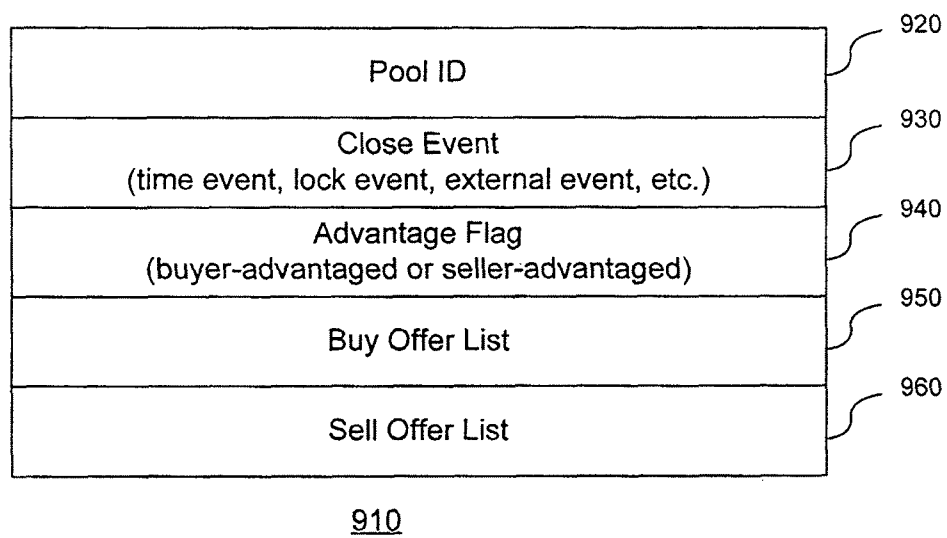 920
Pool ID
930
Close Event
(time event, lock event, external event, etc.)
940
Advantage Flag
(buyer-advantaged or seller-advantaged)
950
Buy Offer List
960
Sell Offer List
910